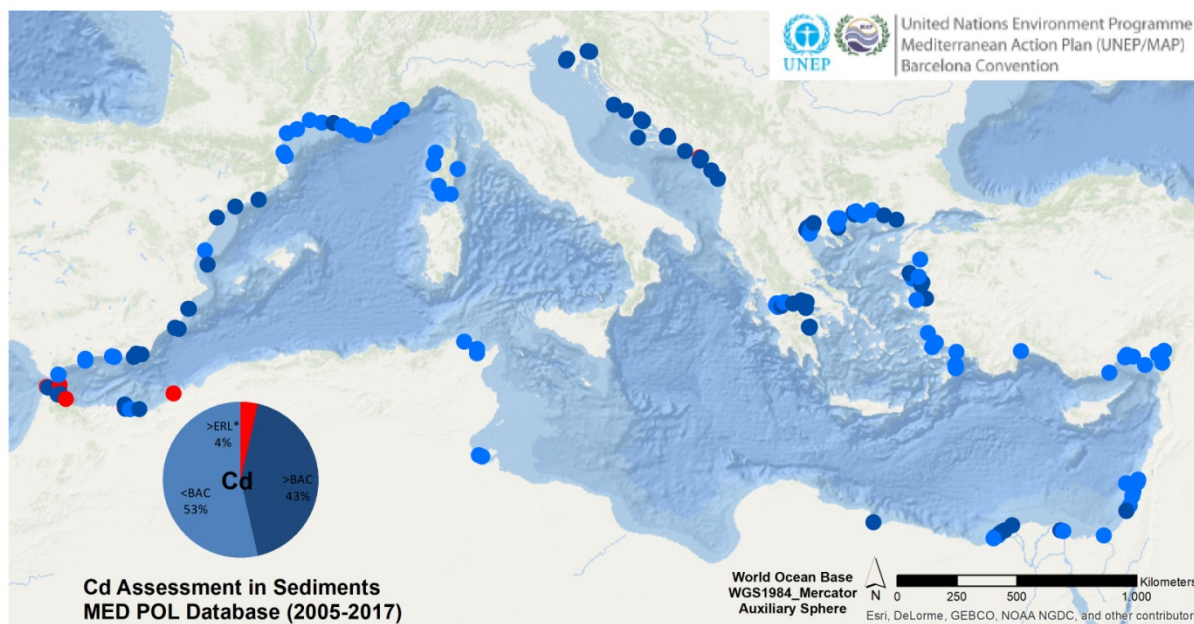 UNEP
MAP
United Nations Environment Programme
Mediterranean Action Plan (UNEP/MAP)
Barcelona Convention
>ERL*
4%
Cd
<BAC
53%
>BAC
43%
Cd Assessment in Sediments
MED POL Database (2005-2017)
World Ocean Base
WGS1984_Mercator
Auxiliary Sphere
N
Kilometers
0 250 500 1,000
Esri, DeLorme, GEBCO, NOAA NGDC, and other contributor